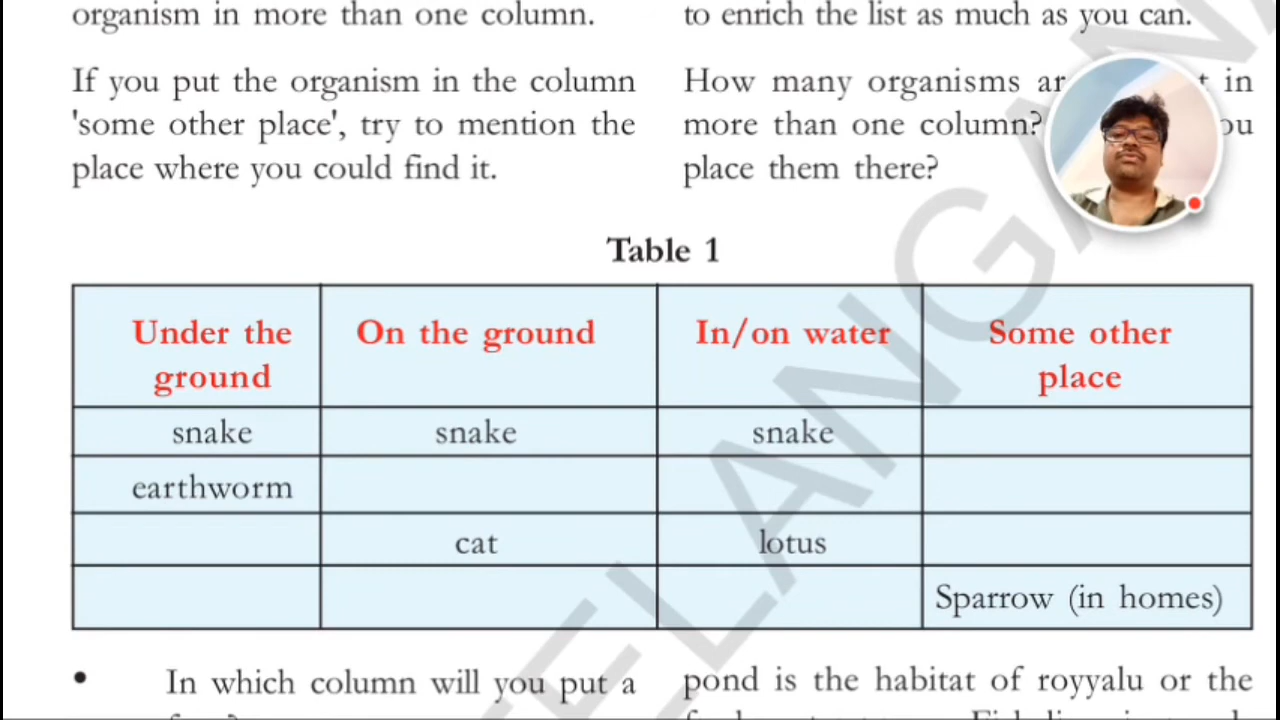 organism in more than one column.
If you put the organism in the column
'some other place', try to mention the
place where you could find it.
to enrich the list as much as you can.
How many organisms in
more than one column?
place them there?
Table 1
Under the ground	On the ground	In/on water	Some other place
snake	snake	snake
earthworm
cat	lotus
Sparrow (in homes)
• In which column will you put a
pond is the habitat of royyalu or the